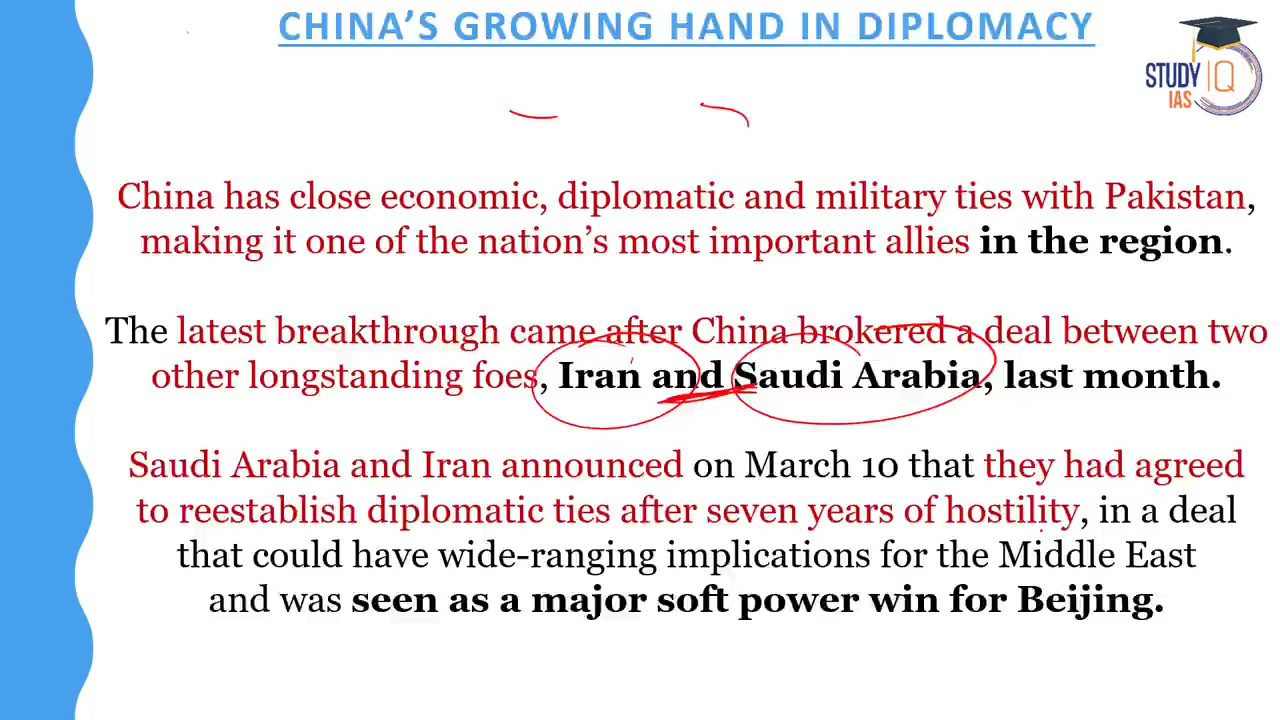 CHINA'S GROWING HAND IN DIPLOMACY
STUDY IQ
IAS
China has close economic, diplomatic and military ties with Pakistan,
making it one of the nation's most important allies in the region.
The latest breakthrough came after China brokered a deal between two
other longstanding foes, Iran and Saudi Arabia, last month.
Saudi Arabia and Iran announced on March 10 that they had agreed
to reestablish diplomatic ties after seven years of hostility, in a deal
that could have wide-ranging implications for the Middle East
and was seen as a major soft power win for Beijing.